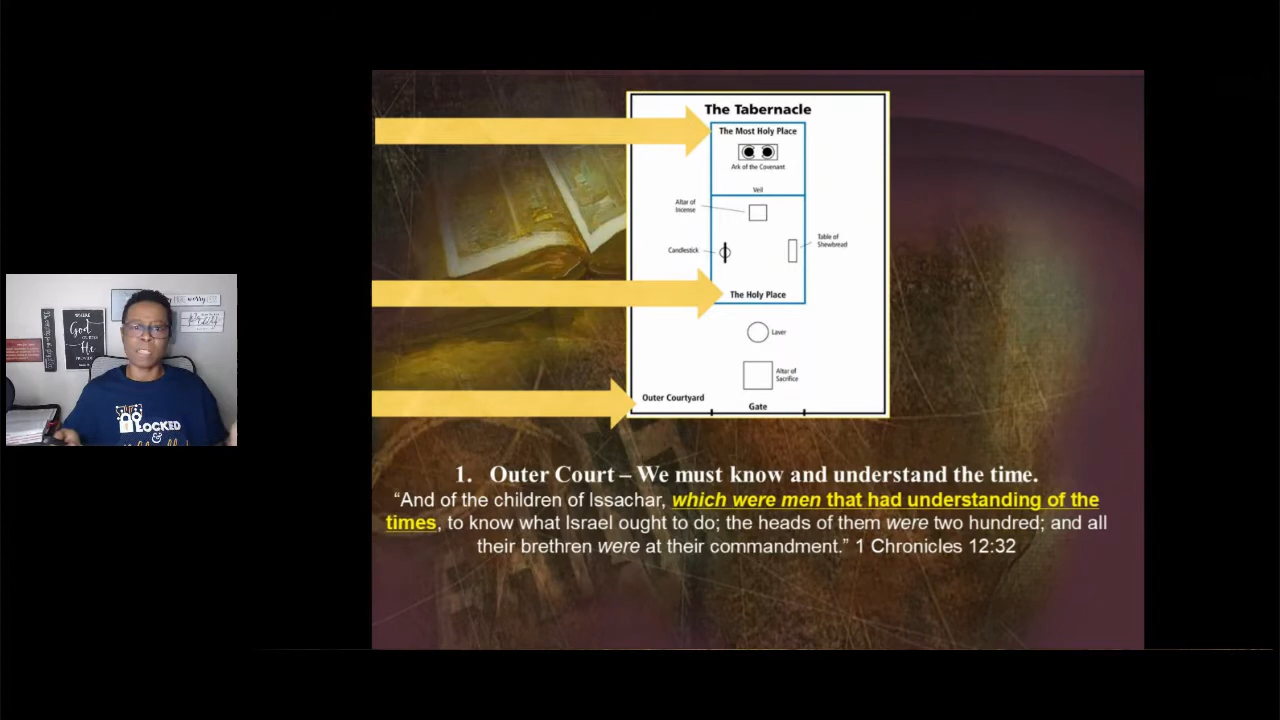 The Tabernacle
The Most Holy Place
Ark of the Covenant
Veil
Altar of
Incense
Candlestick
Table of
Shewbread
The Holy Place
Laver
Altar of
Sacrifice
Outer Courtyard
Gate
God
He
worry
LOCKED
&
1. Outer Court – We must know and understand the time.
“And of the children of Issachar, which were men that had understanding of the
times, to know what Israel ought to do; the heads of them were two hundred; and all
their brethren were at their commandment.” 1 Chronicles 12:32